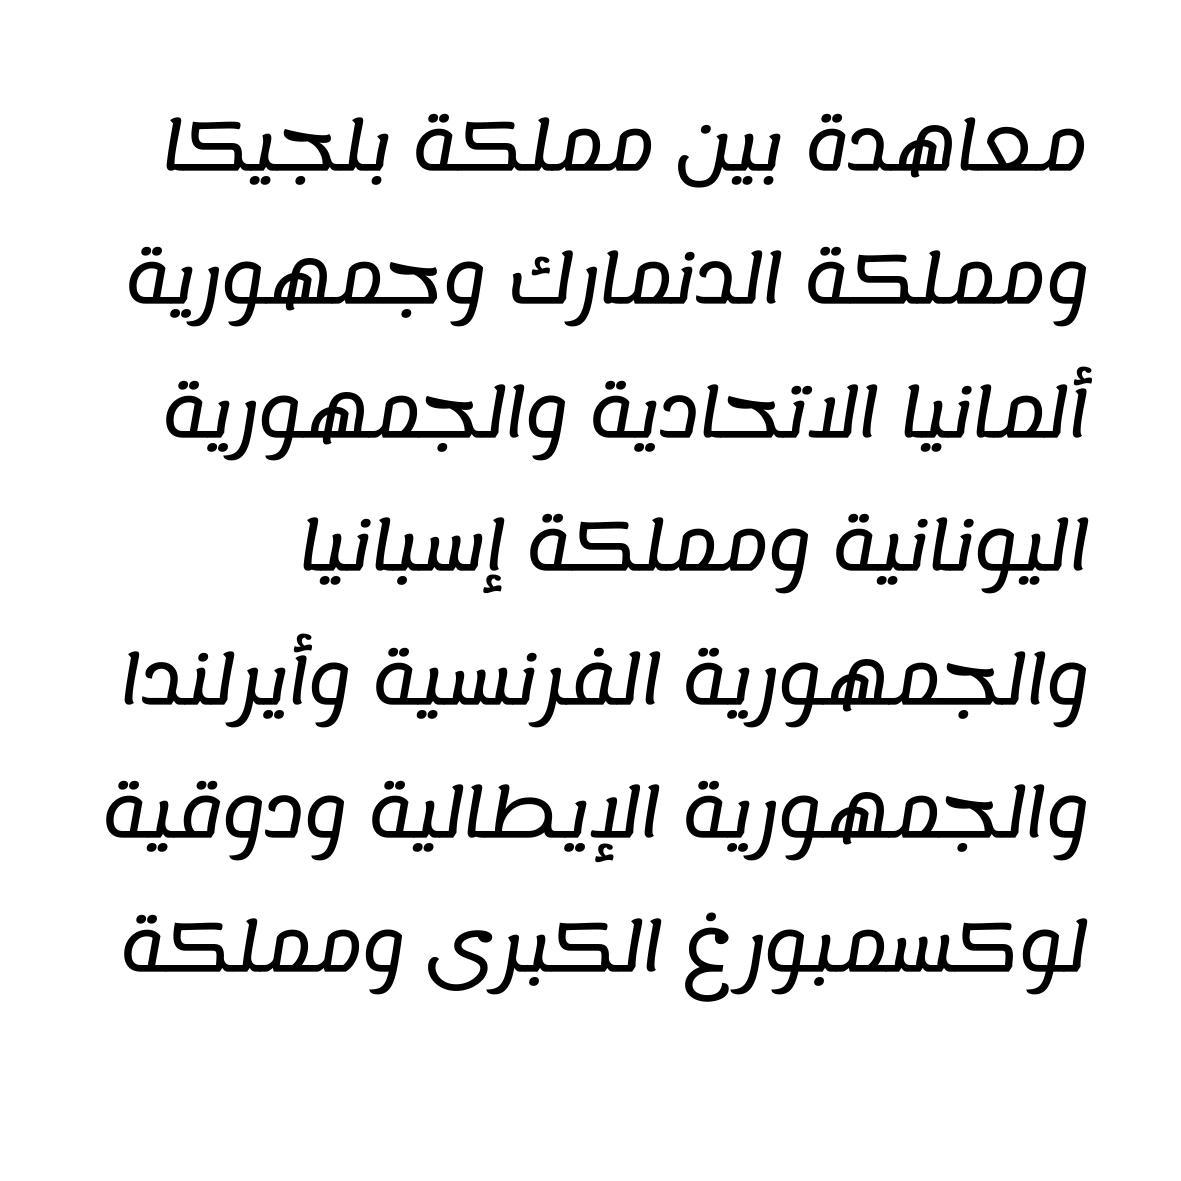 معاهدة بين مملكة بلجيكا
ومملكة الدنمارك وجمهورية
ألمانيا الاتحادية والجمهورية
اليونانية ومملكة إسبانيا
والجمهورية الفرنسية وأيرلندا
والجمهورية الإيطالية ودوقية
لوكسمبورغ الكبرى ومملكة